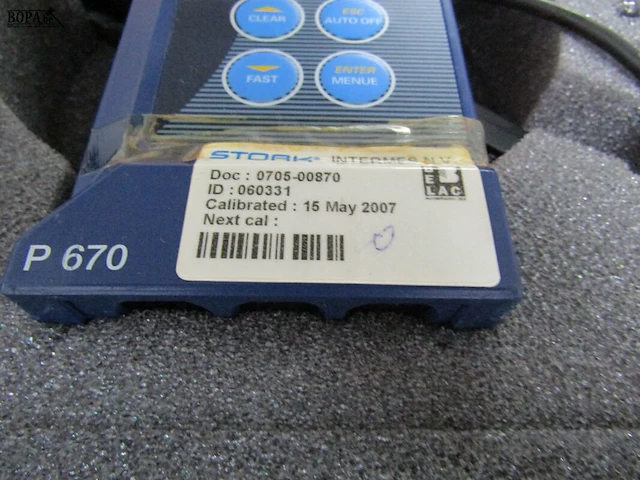 BOPA
CLEAR
ESC
AUTO OFF
FAST
ENTER
MENUE
STORK® INTERMES N.V.
Doc : 0705-00870
ID : 060331
Calibrated : 15 May 2007
Next cal :
BELAC
P 670